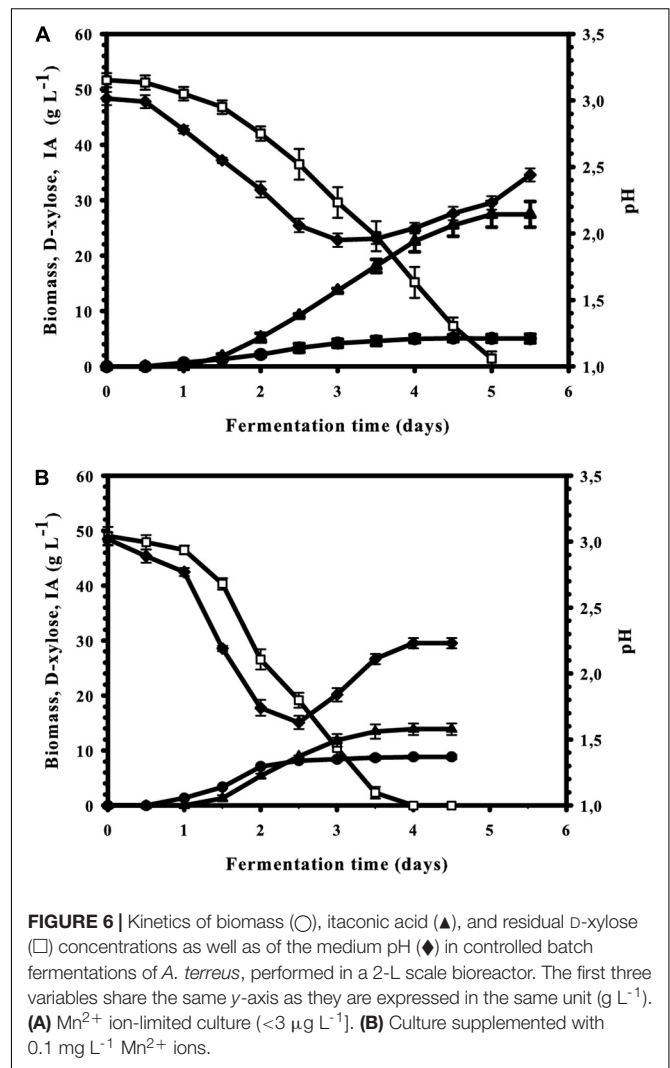 A
Biomass, D-xylose, IA (g L-1)
60
50
40
30
20
10
0
3,5
3,0
2,5
2,0
1,5
1,0
pH
0 1 2 3 4 5 6
Fermentation time (days)
B
Biomass, D-xylose, IA (g L-1)
60
50
40
30
20
10
0
3,5
3,0
2,5
2,0
1,5
1,0
pH
0 1 2 3 4 5 6
Fermentation time (days)
FIGURE 6 | Kinetics of biomass (○), itaconic acid (▲), and residual D-xylose
(□) concentrations as well as of the medium pH (♦) in controlled batch
fermentations of A. terreus, performed in a 2-L scale bioreactor. The first three
variables share the same y-axis as they are expressed in the same unit (g L-1).
(A) Mn2+ ion-limited culture (<3 μg L-1]. (B) Culture supplemented with
0.1 mg L-1 Mn2+ ions.